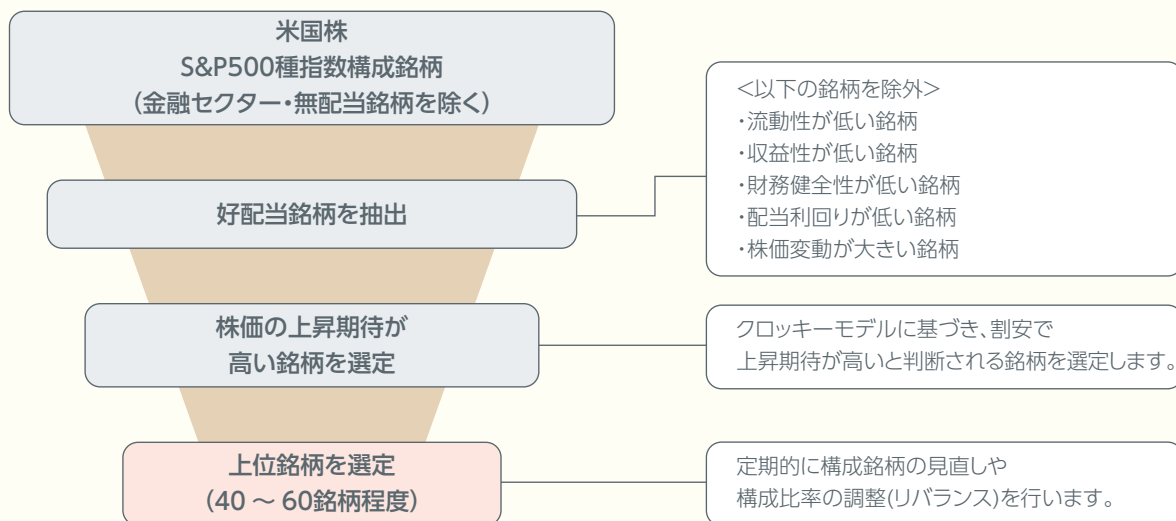 米国株
S&P500種指数構成銘柄
(金融セクター・無配当銘柄を除く)
<以下の銘柄を除外>
・流動性が低い銘柄
・収益性が低い銘柄
・財務健全性が低い銘柄
・配当利回りが低い銘柄
・株価変動が大きい銘柄
好配当銘柄を抽出
株価の上昇期待が
高い銘柄を選定
クロッキーモデルに基づき、割安で
上昇期待が高いと判断される銘柄を選定します。
上位銘柄を選定
(40 ～ 60銘柄程度)
定期的に構成銘柄の見直しや
構成比率の調整(リバランス)を行います。